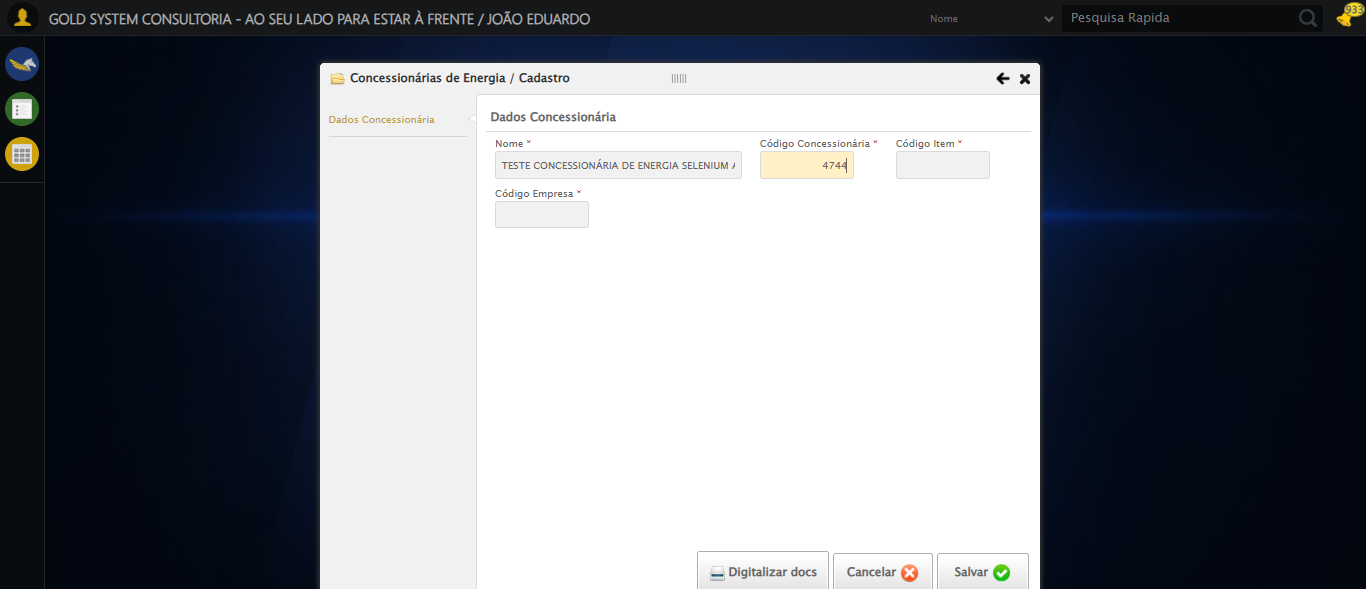 GOLD SYSTEM CONSULTORIA - AO SEU LADO PARA ESTAR À FRENTE / JOÃO EDUARDO
Nome
Pesquisa Rapida
933
Concessionárias de Energia / Cadastro
Dados Concessionária
Dados Concessionária
Nome *
Código Concessionária *
Código Item *
TESTE CONCESSIONÁRIA DE ENERGIA SELENIUM A
4744
Código Empresa *
Digitalizar docs
Cancelar
Salvar